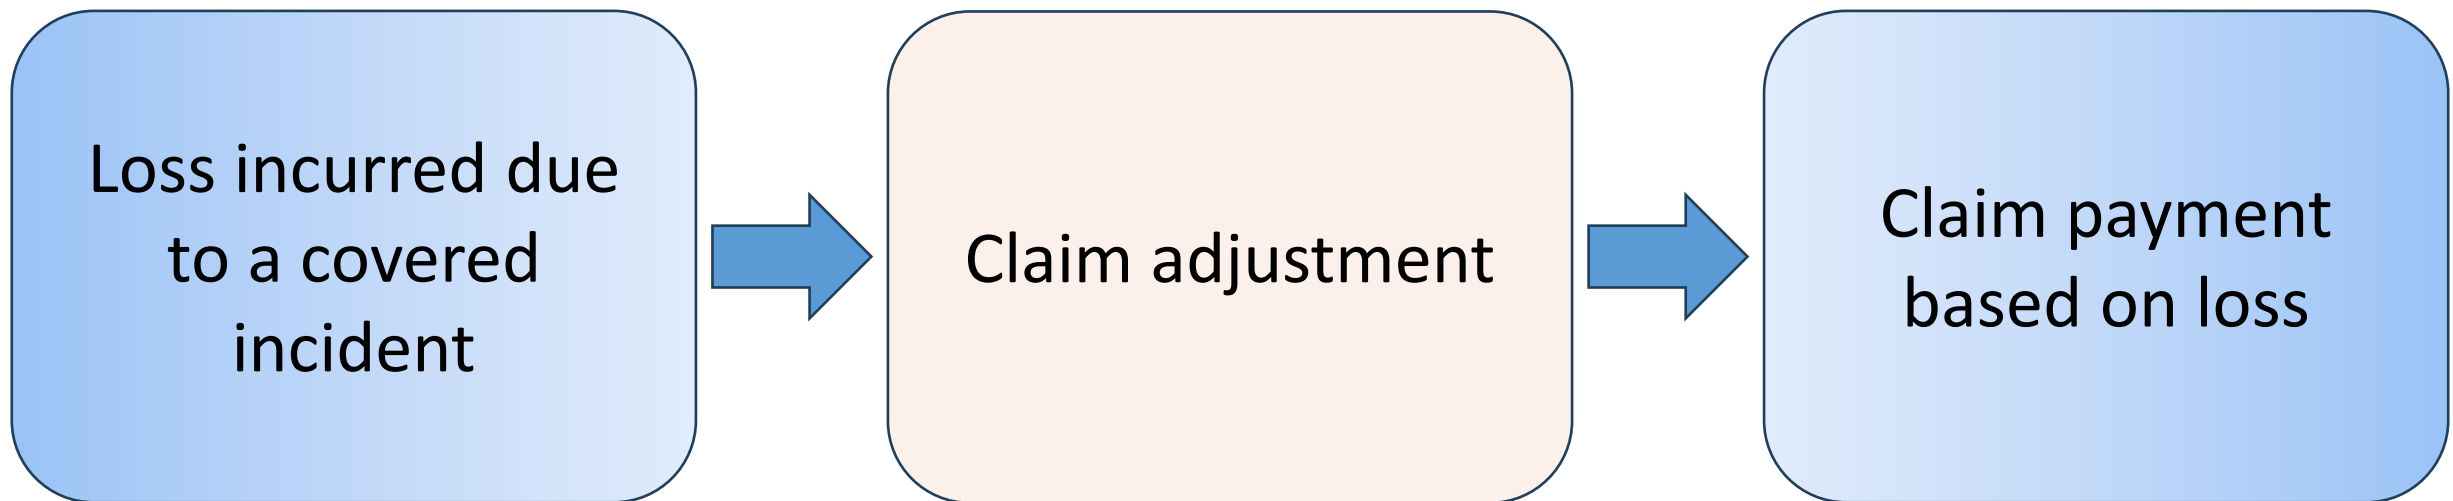 Loss incurred due
to a covered
incident
Claim adjustment
Claim payment
based on loss